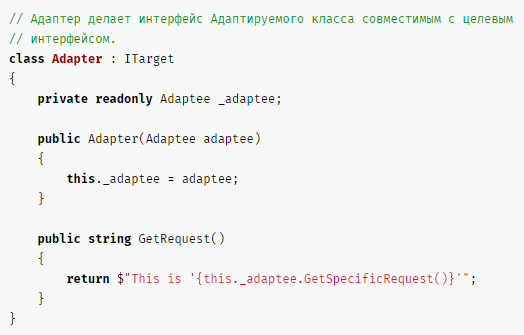 // Адаптер делает интерфейс Адаптируемого класса совместимым с целевым
// интерфейсом.
class Adapter : ITarget
{
    private readonly Adaptee _adaptee;

    public Adapter(Adaptee adaptee)
    {
        this._adaptee = adaptee;
    }

    public string GetRequest()
    {
        return $"This is '{this._adaptee.GetSpecificRequest()}'";
    }
}